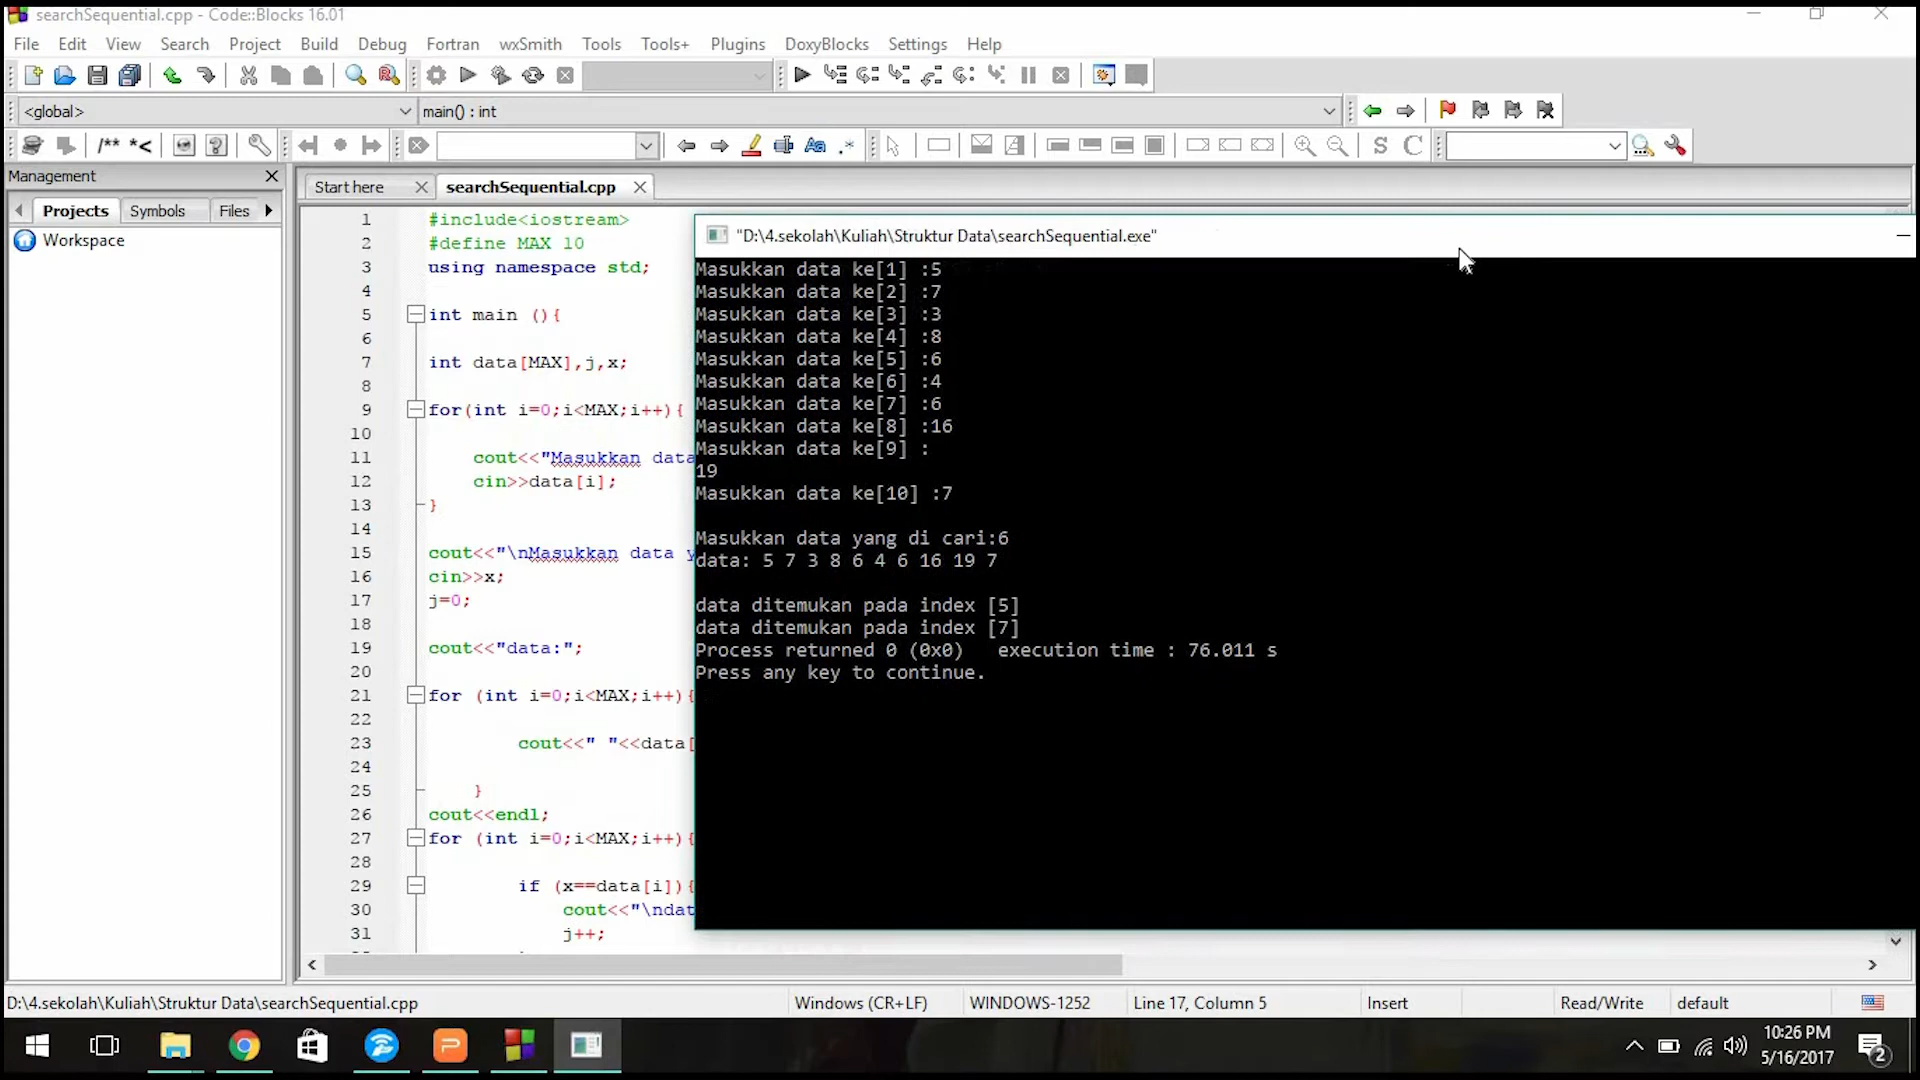 searchSequential.cpp - Code::Blocks 16.01
File Edit View Search Project Build Debug Fortran wxSmith Tools Tools+ Plugins DoxyBlocks Settings Help
<global> main() : int
/** *<
S C
Management
Start here searchSequential.cpp
Projects Symbols Files
Workspace
1 #include<iostream>
2 #define MAX 10
3 using namespace std;
4
5 int main (){
6
7 int data[MAX],j,x;
8
9 for(int i=0;i<MAX;i++){
10
11 cout<<"Masukkan data
12 cin>>data[i];
13 }
14
15 cout<<"\nMasukkan data y
16 cin>>x;
17 j=0;
18
19 cout<<"data:";
20
21 for (int i=0;i<MAX;i++){
22
23 cout<<" "<<data[
24
25 }
26 cout<<endl;
27 for (int i=0;i<MAX;i++){
28
29 if (x==data[i]){
30 cout<<"\ndat
31 j++;
"D:\4.sekolah\Kuliah\Struktur Data\searchSequential.exe"
Masukkan data ke[1] :5
Masukkan data ke[2] :7
Masukkan data ke[3] :3
Masukkan data ke[4] :8
Masukkan data ke[5] :6
Masukkan data ke[6] :4
Masukkan data ke[7] :6
Masukkan data ke[8] :16
Masukkan data ke[9] :
19
Masukkan data ke[10] :7
Masukkan data yang di cari:6
data: 5 7 3 8 6 4 6 16 19 7
data ditemukan pada index [5]
data ditemukan pada index [7]
Process returned 0 (0x0) execution time : 76.011 s
Press any key to continue.
D:\4.sekolah\Kuliah\Struktur Data\searchSequential.cpp Windows (CR+LF) WINDOWS-1252 Line 17, Column 5 Insert Read/Write default
10:26 PM
5/16/2017
2